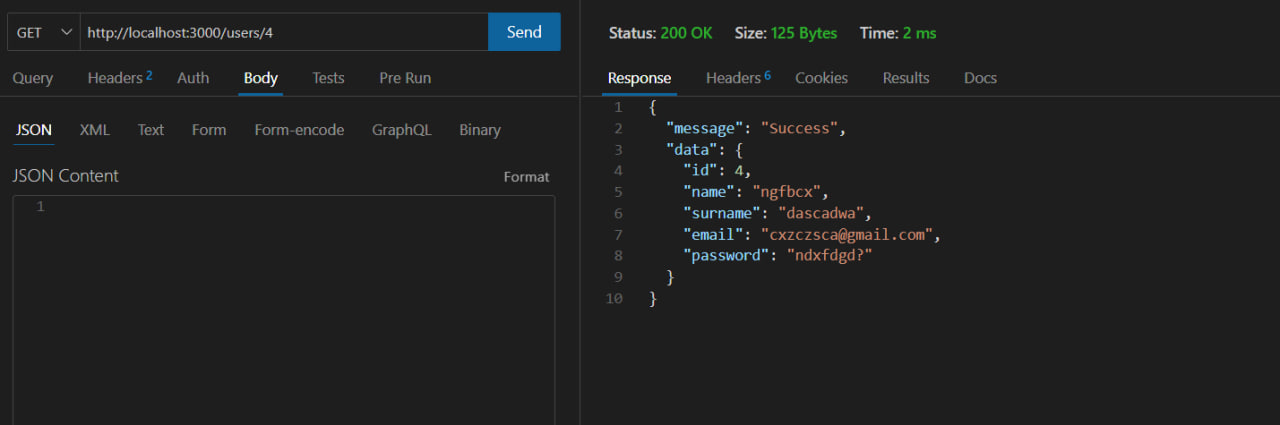 GET http://localhost:3000/users/4 Send
Query Headers 2 Auth Body Tests Pre Run
JSON XML Text Form Form-encode GraphQL Binary
JSON Content Format
1
Status: 200 OK Size: 125 Bytes Time: 2 ms
Response Headers 6 Cookies Results Docs
1 {
2 "message": "Success",
3 "data": {
4 "id": 4,
5 "name": "ngfbcx",
6 "surname": "dascadwa",
7 "email": "cxzczsca@gmail.com",
8 "password": "ndxfdgd?"
9 }
10 }